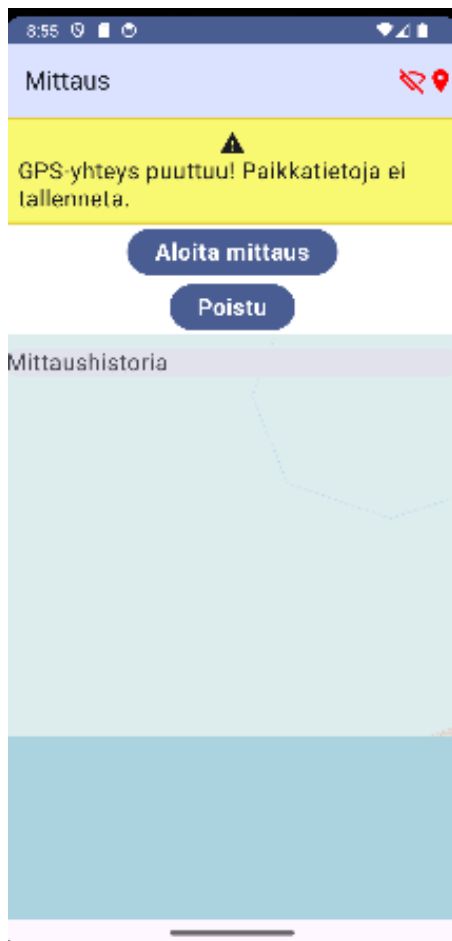 8:55
Mittaus
GPS-yhteys puuttuu! Paikkatietoja ei
tallenneta.
Aloita mittaus
Poistu
Mittaushistoria